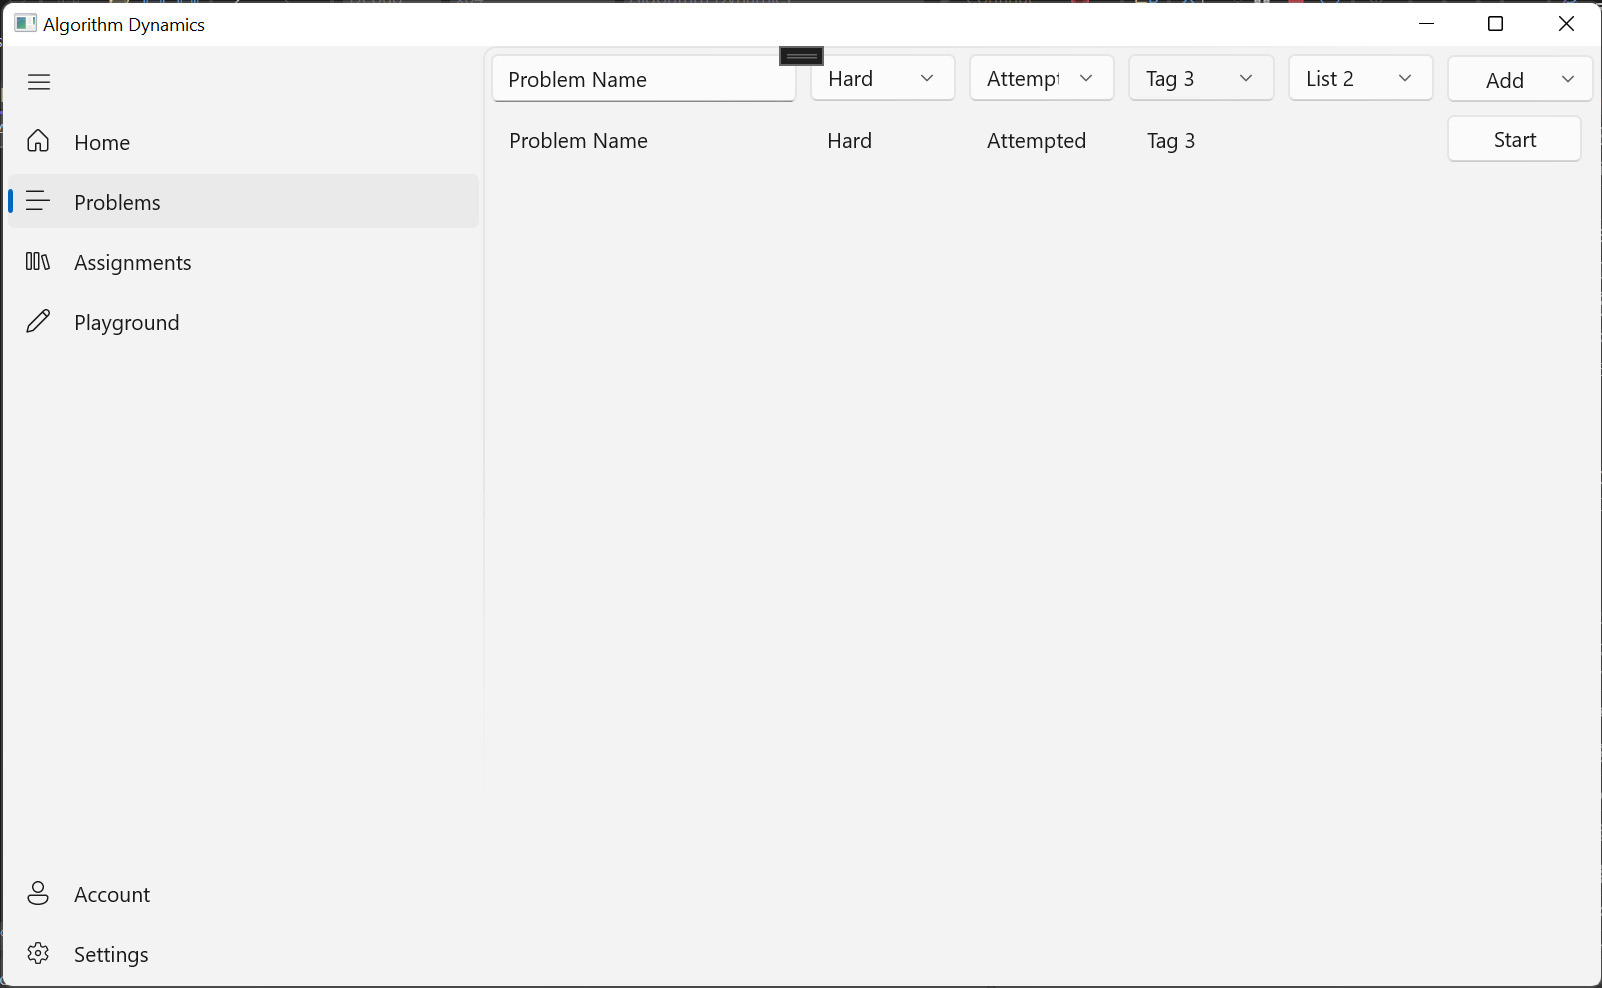 Algorithm Dynamics
Problem Name Hard Attempt Tag 3 List 2 Add
Home
Problem Name Hard Attempted Tag 3 Start
Problems
Assignments
Playground
Account
Settings